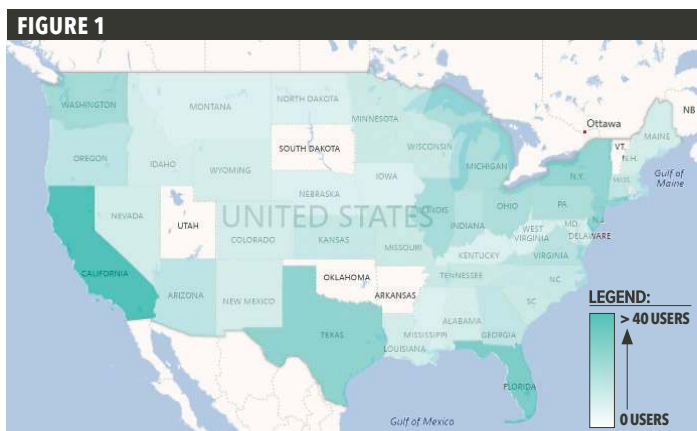 FIGURE 1
WASHINGTON
MONTANA
NORTH DAKOTA
MINNESOTA
Ottawa
NB
MAINE
VT.
N.H.
OREGON
IDAHO
WYOMING
SOUTH DAKOTA
WISCONSIN
MICHIGAN
N.Y.
MASS.
Gulf of
Maine
IOWA
NEBRASKA
NEVADA
UTAH
UNITED STATES
ILLINOIS
INDIANA
OHIO
PA.
N.J.
MD.
DELAWARE
COLORADO
KANSAS
MISSOURI
WEST
VIRGINIA
VIRGINIA
KENTUCKY
CALIFORNIA
ARIZONA
NEW MEXICO
OKLAHOMA
ARKANSAS
TENNESSEE
NC.
SC
TEXAS
MISSISSIPPI
ALABAMA
GEORGIA
LOUISIANA
FLORIDA
Gulf of Mexico
LEGEND:
> 40 USERS
0 USERS